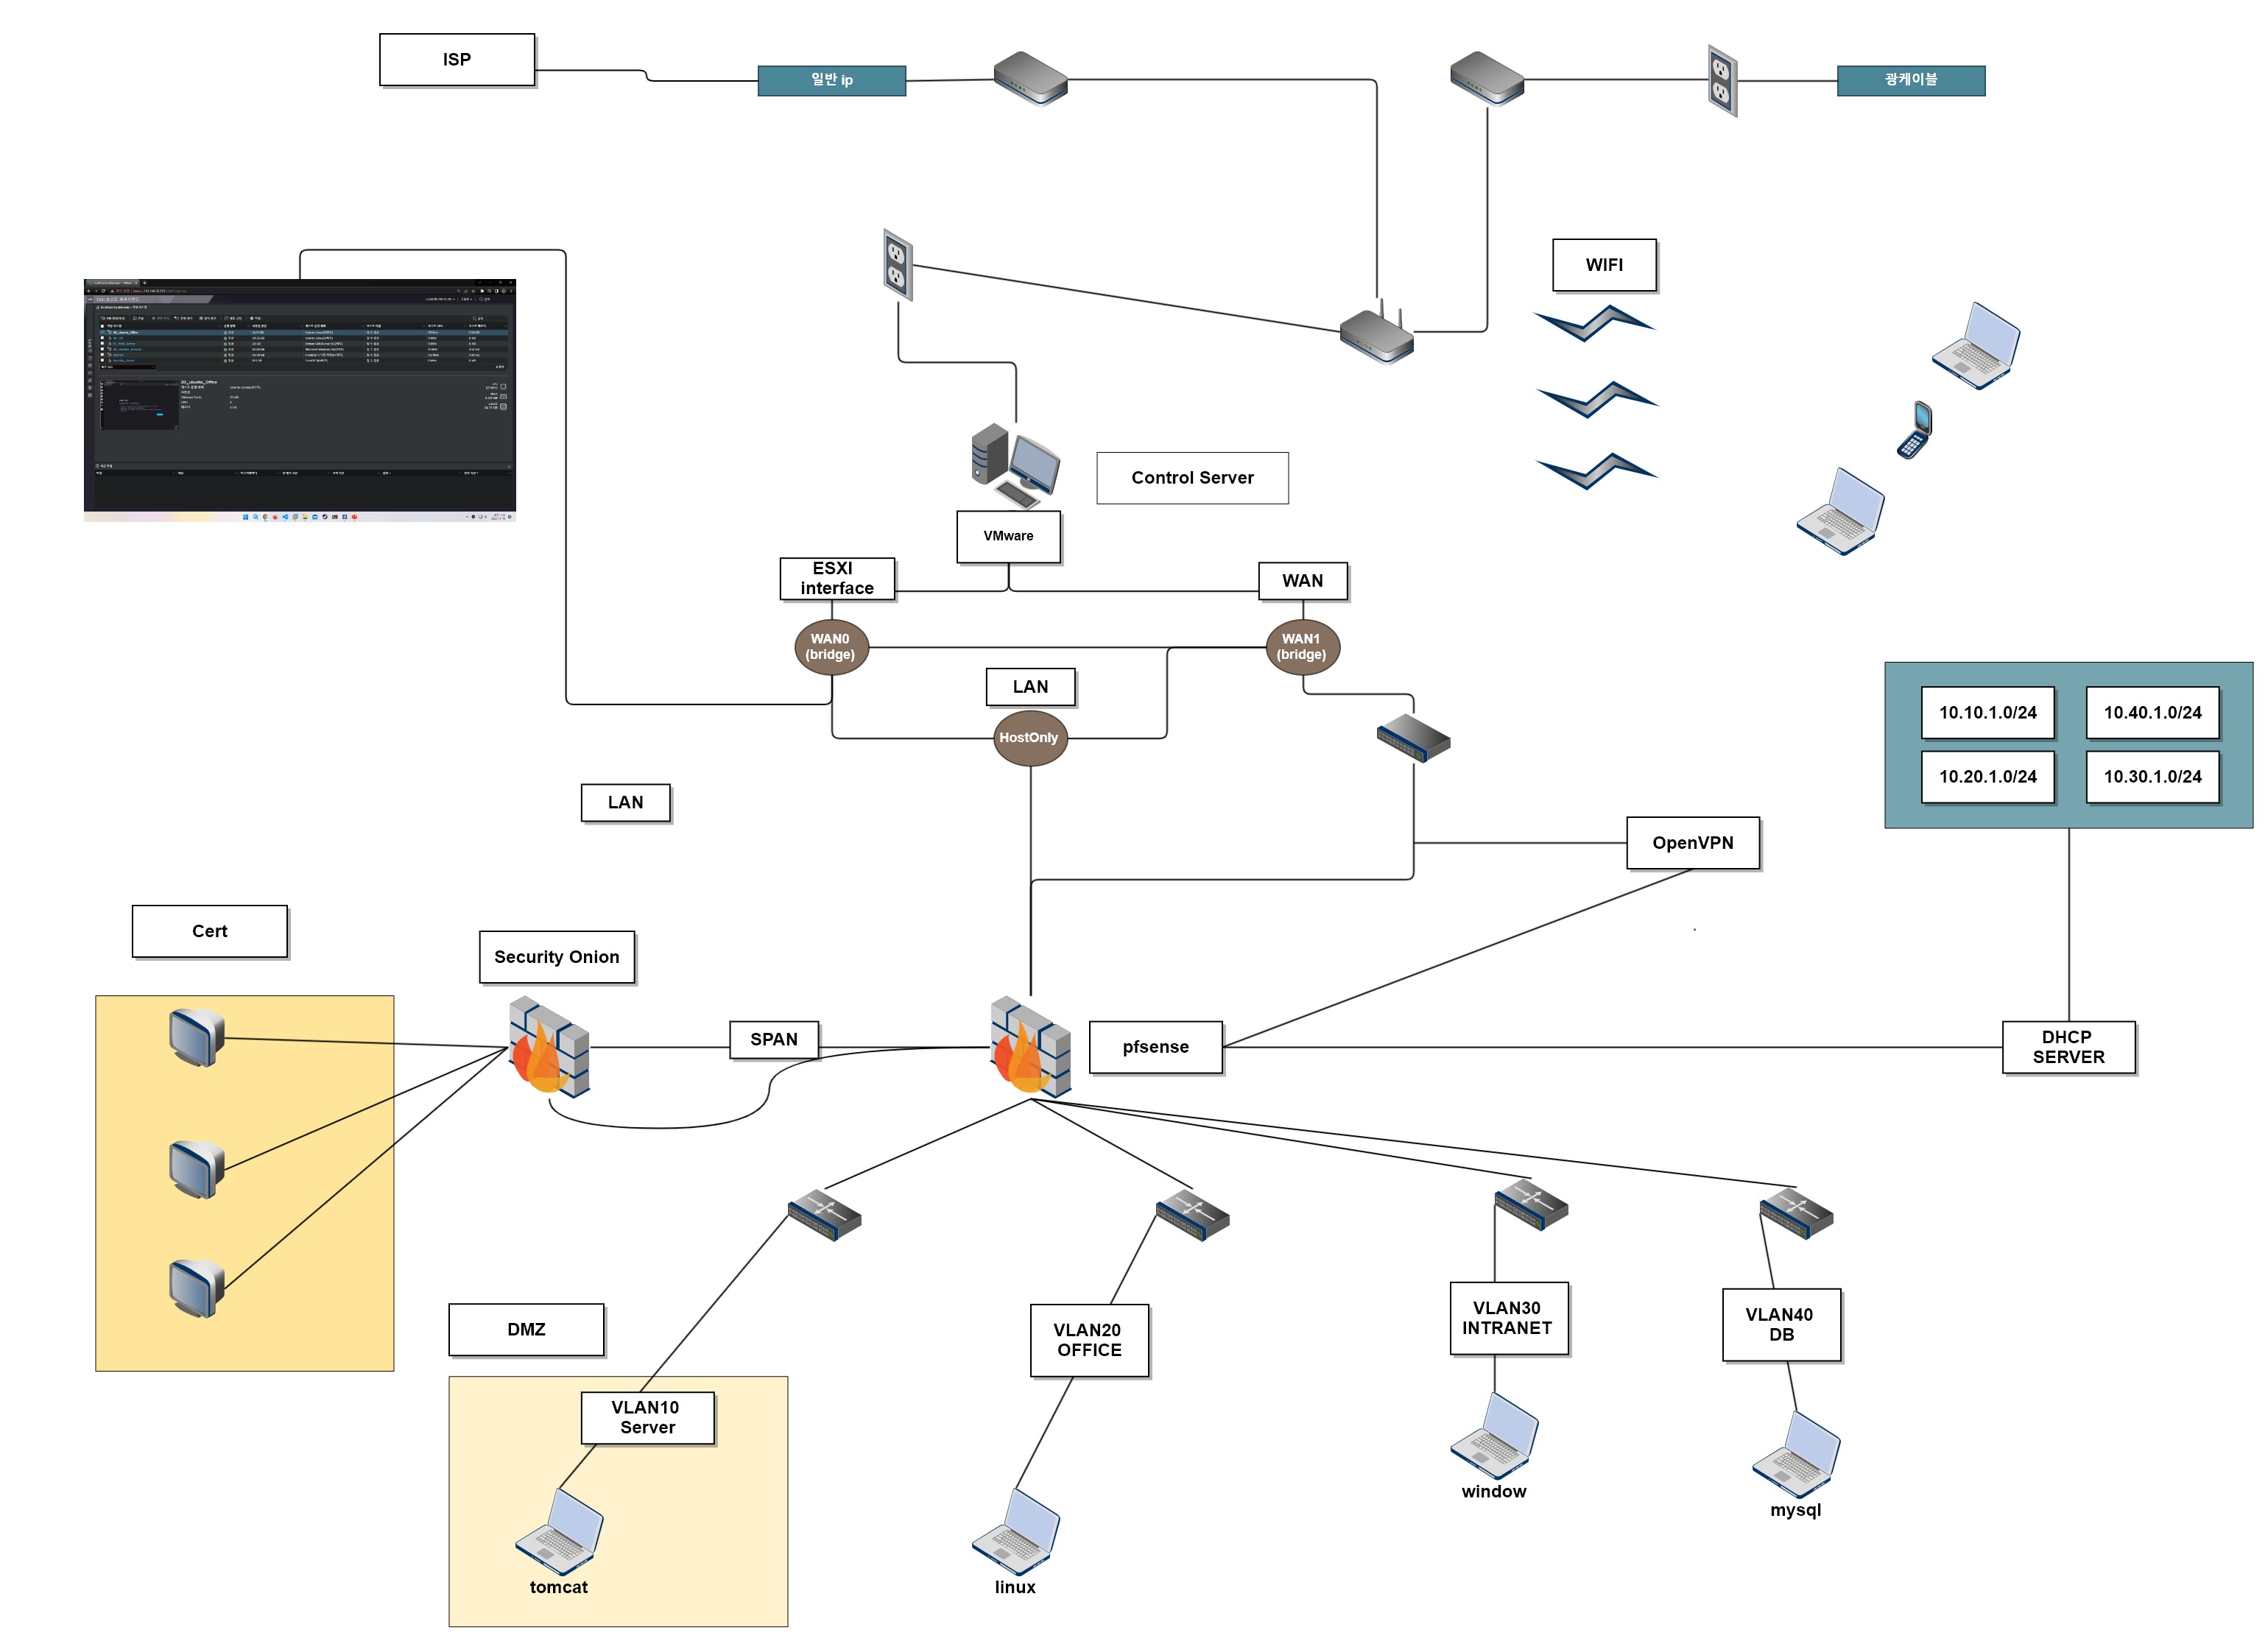 ISP
일반 ip
광케이블
WIFI
Control Server
VMware
ESXI
interface
WAN
WAN0
(bridge)
WAN1
(bridge)
LAN
HostOnly
10.10.1.0/24
10.40.1.0/24
10.20.1.0/24
10.30.1.0/24
LAN
OpenVPN
Cert
Security Onion
SPAN
pfsense
DHCP
SERVER
DMZ
VLAN10
Server
VLAN20
OFFICE
VLAN30
INTRANET
VLAN40
DB
window
mysql
tomcat
linux